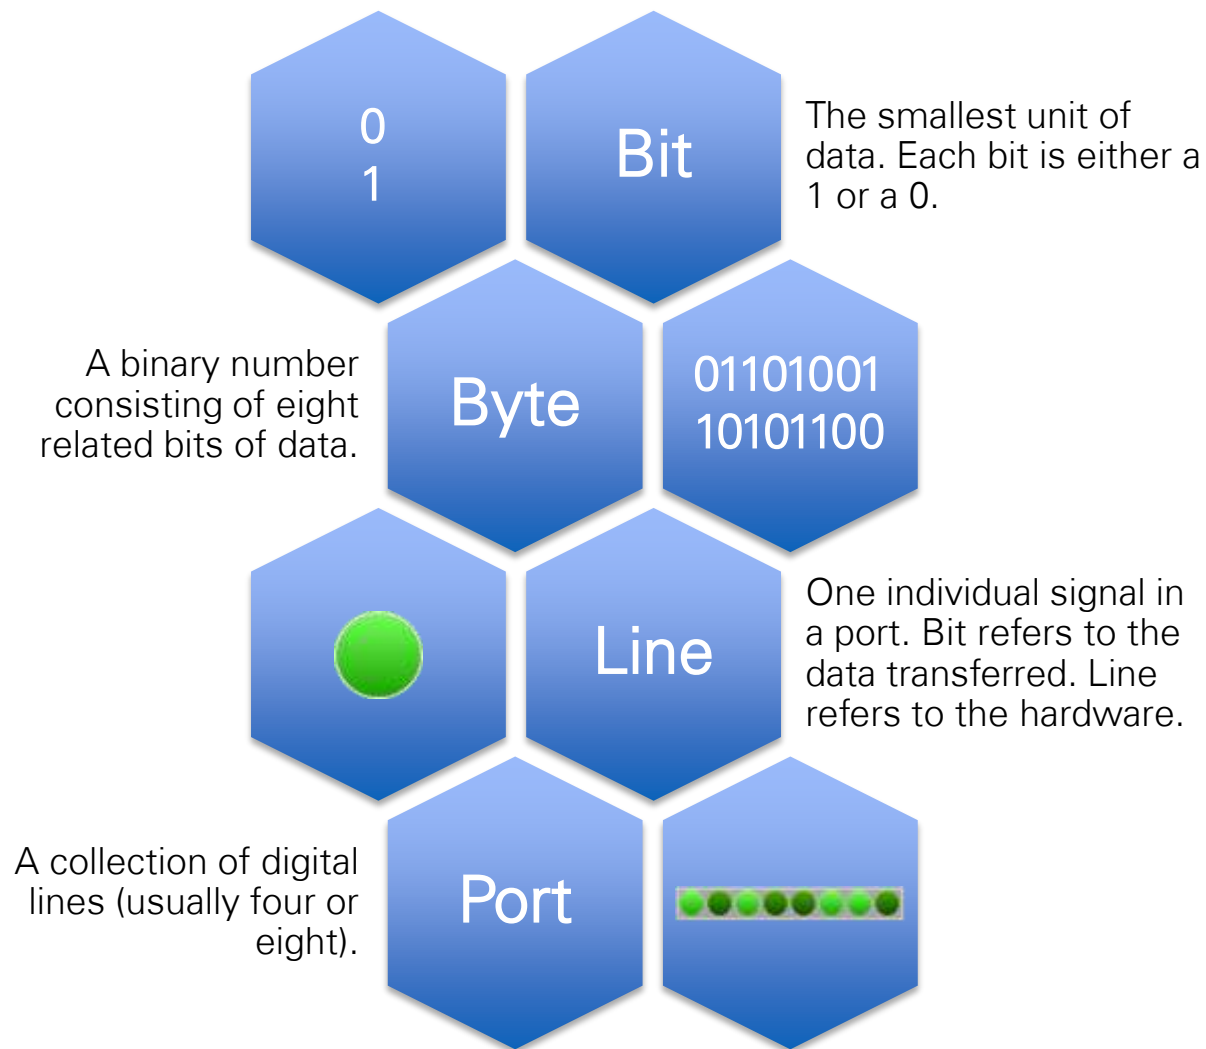 0
1
Bit
The smallest unit of
data. Each bit is either a
1 or a 0.
A binary number
consisting of eight
related bits of data.
Byte
01101001
10101100
Line
One individual signal in
a port. Bit refers to the
data transferred. Line
refers to the hardware.
A collection of digital
lines (usually four or
eight).
Port